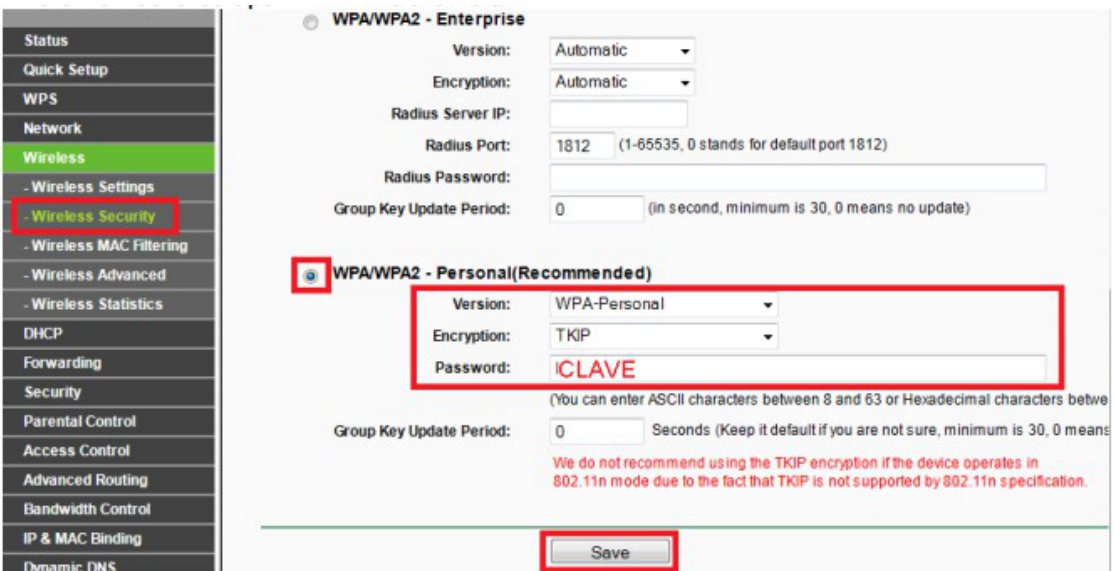 WPA/WPA2 - Enterprise
Status
Version: Automatic
Quick Setup
Encryption: Automatic
WPS
Radius Server IP:
Network
Radius Port: 1812 (1-65535, 0 stands for default port 1812)
Wireless
Radius Password:
- Wireless Settings
Group Key Update Period: 0 (in second, minimum is 30, 0 means no update)
- Wireless Security
- Wireless MAC Filtering
WPA/WPA2 - Personal(Recommended)
- Wireless Advanced
Version: WPA-Personal
- Wireless Statistics
Encryption: TKIP
DHCP
Password: CLAVE
Forwarding
(You can enter ASCII characters between 8 and 63 or Hexadecimal characters betwe
Security
Group Key Update Period: 0 Seconds (Keep it default if you are not sure, minimum is 30, 0 means
Parental Control
Access Control
We do not recommend using the TKIP encryption if the device operates in
802.11n mode due to the fact that TKIP is not supported by 802.11n specification.
Advanced Routing
Bandwidth Control
IP & MAC Binding
Save
Dynamic DNS